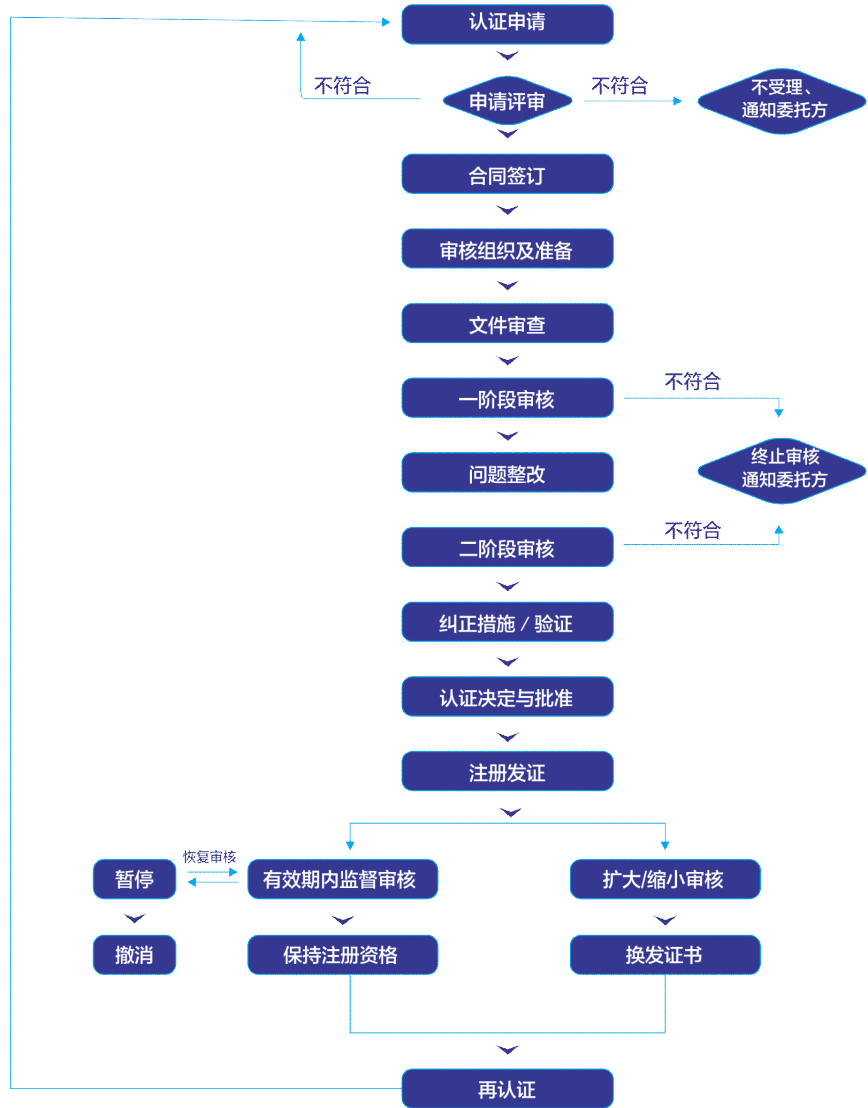 认证申请
不符合
申请评审
不符合
不受理、
通知委托方
合同签订
审核组织及准备
文件审查
一阶段审核
不符合
终止审核
通知委托方
问题整改
二阶段审核
不符合
纠正措施 / 验证
认证决定与批准
注册发证
暂停
恢复审核
有效期内监督审核
扩大/缩小审核
撤消
保持注册资格
换发证书
再认证